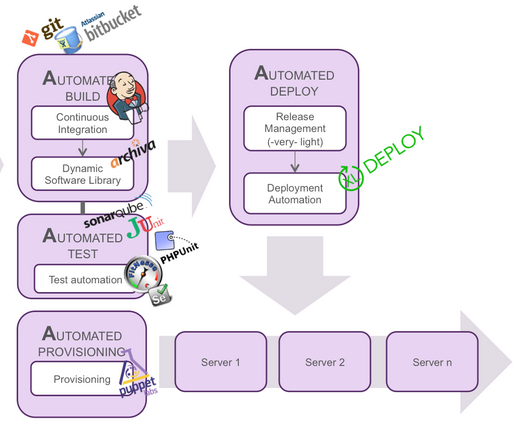 git
Atlassian
bitbucket
AUTOMATED
BUILD
Continuous
Integration
archiva
Dynamic
Software Library
sonarqube
JUnit
AUTOMATED
TEST
PHPUnit
FitNesse
Test automation
Se
AUTOMATED
PROVISIONING
Provisioning
puppet
labs
AUTOMATED
DEPLOY
Release
Management
(-very- light)
XL DEPLOY
Deployment
Automation
Server 1
Server 2
Server n